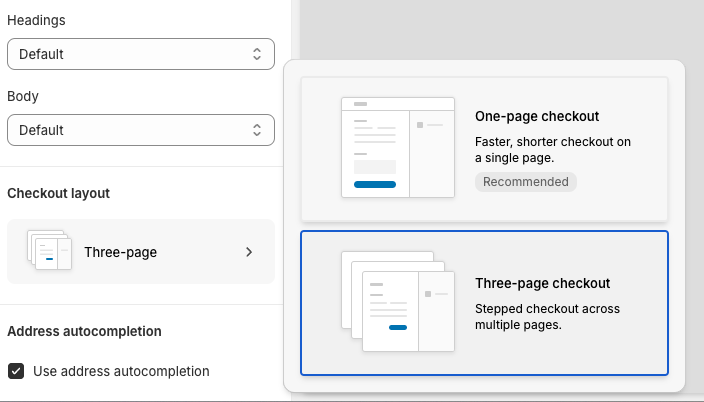 Headings
Default
Body
Default
Checkout layout
Three-page
Address autocompletion
Use address autocompletion
One-page checkout
Faster, shorter checkout on
a single page.
Recommended
Three-page checkout
Stepped checkout across
multiple pages.